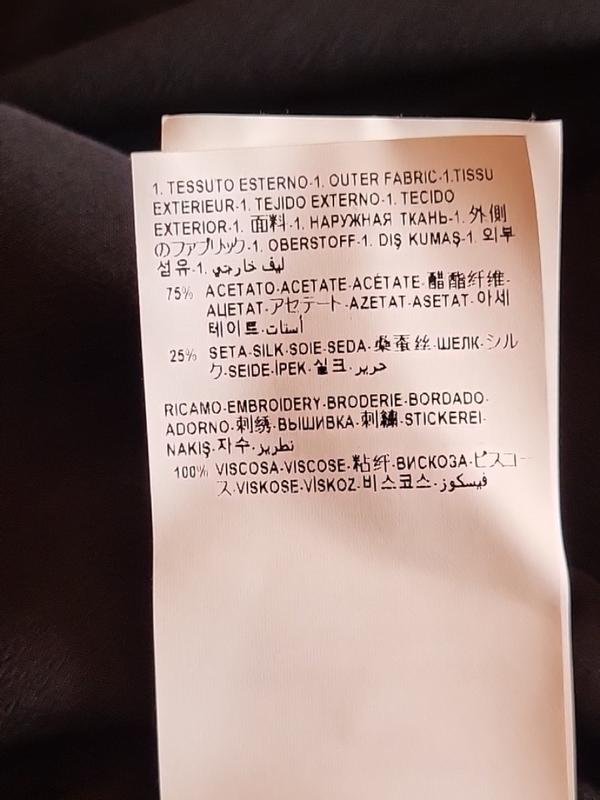 1. TESSUTO ESTERNO-1. OUTER FABRIC-1.TISSU
EXTERIEUR-1. TEJIDO EXTERNO-1. TECIDO
EXTERIOR-1. 面料-1. НАРУЖНАЯ ТКАНЬ-1. 外側
のファブリック-1. OBERSTOFF-1. DIŞ KUMAŞ-1. 외부
섬유-1. ليف خارجي
75% ACETATO-ACETATE-ACÉTATE-醋酯纤维-
АЦЕТАТ-アセテート-AZETAT-ASETAT-아세
테이트-أستات
25% SETA-SILK-SOIE-SEDA-桑蚕丝-ШЕЛК-シル
ク-SEIDE-İPEK-실크-حرير
RICAMO-EMBROIDERY-BRODERIE-BORDADO-
ADORNO-刺绣-ВЫШИВКА-刺繍-STICKEREI-
NAKIŞ-자수-تطريز
100% VISCOSA-VISCOSE-粘纤-ВИСКОЗА-ビスコー
ス-VISKOSE-VİSKOZ-비스코스-فيسكوز